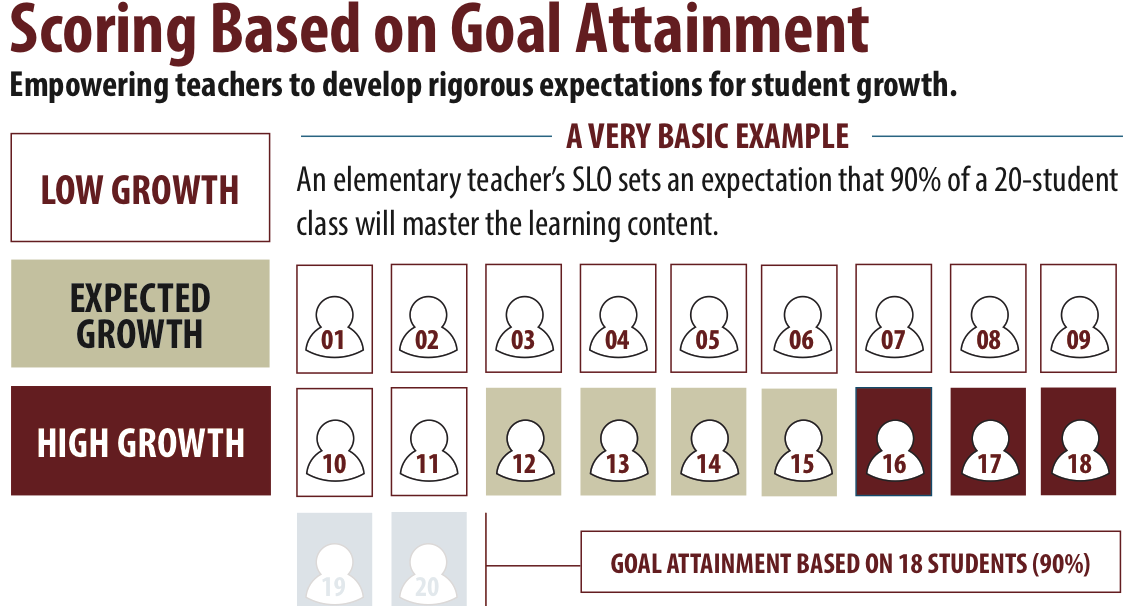 Scoring Based on Goal Attainment
Empowering teachers to develop rigorous expectations for student growth.
A VERY BASIC EXAMPLE
LOW GROWTH
An elementary teacher's SLO sets an expectation that 90% of a 20-student
class will master the learning content.
EXPECTED
GROWTH
01 02 03 04 05 06 07 08 09
HIGH GROWTH
10 11 12 13 14 15 16 17 18
19 20
GOAL ATTAINMENT BASED ON 18 STUDENTS (90%)